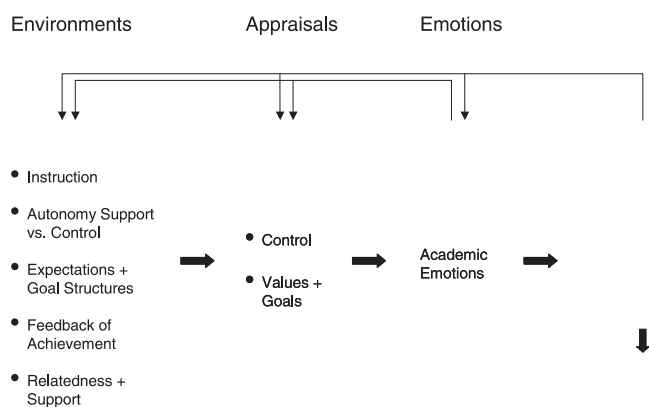 Environments
Appraisals
Emotions
• Instruction
• Autonomy Support
vs. Control
• Expectations +
Goal Structures
• Feedback of
Achievement
• Relatedness +
Support
• Control
• Values +
Goals
Academic
Emotions